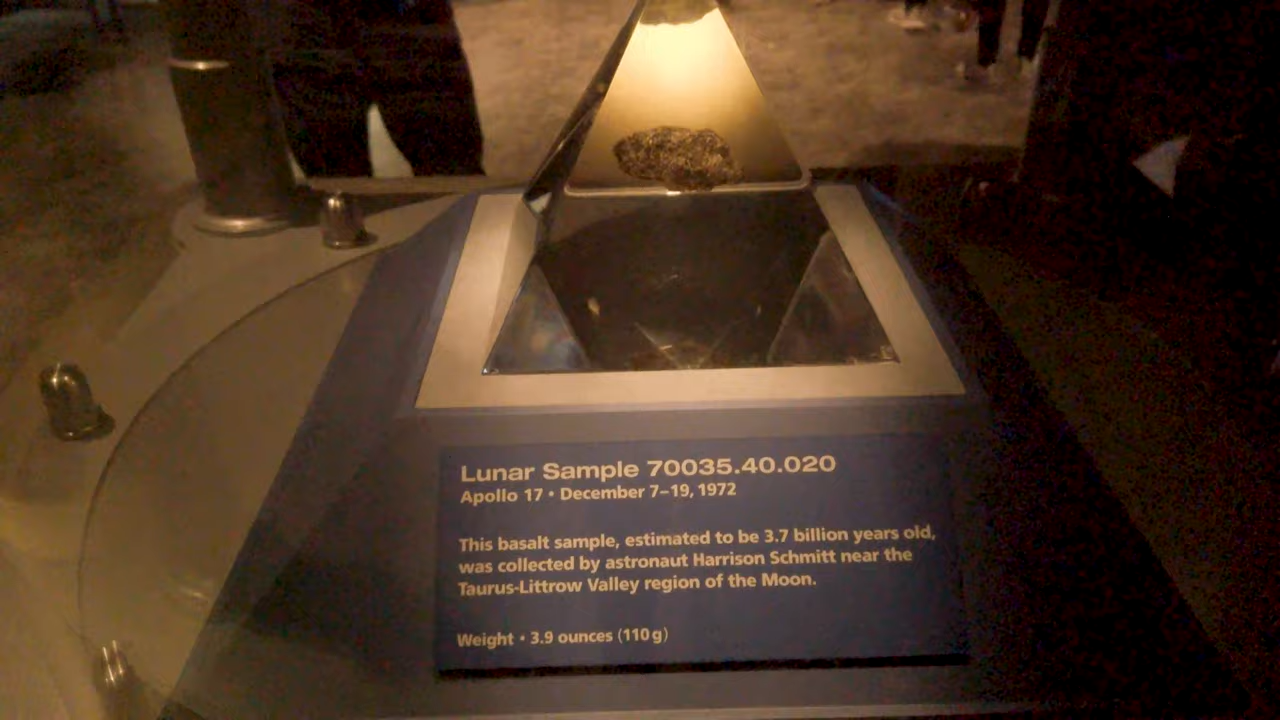 Lunar Sample 70035.40.020
Apollo 17 • December 7–19, 1972
This basalt sample, estimated to be 3.7 billion years old,
was collected by astronaut Harrison Schmitt near the
Taurus-Littrow Valley region of the Moon.
Weight • 3.9 ounces (110 g)